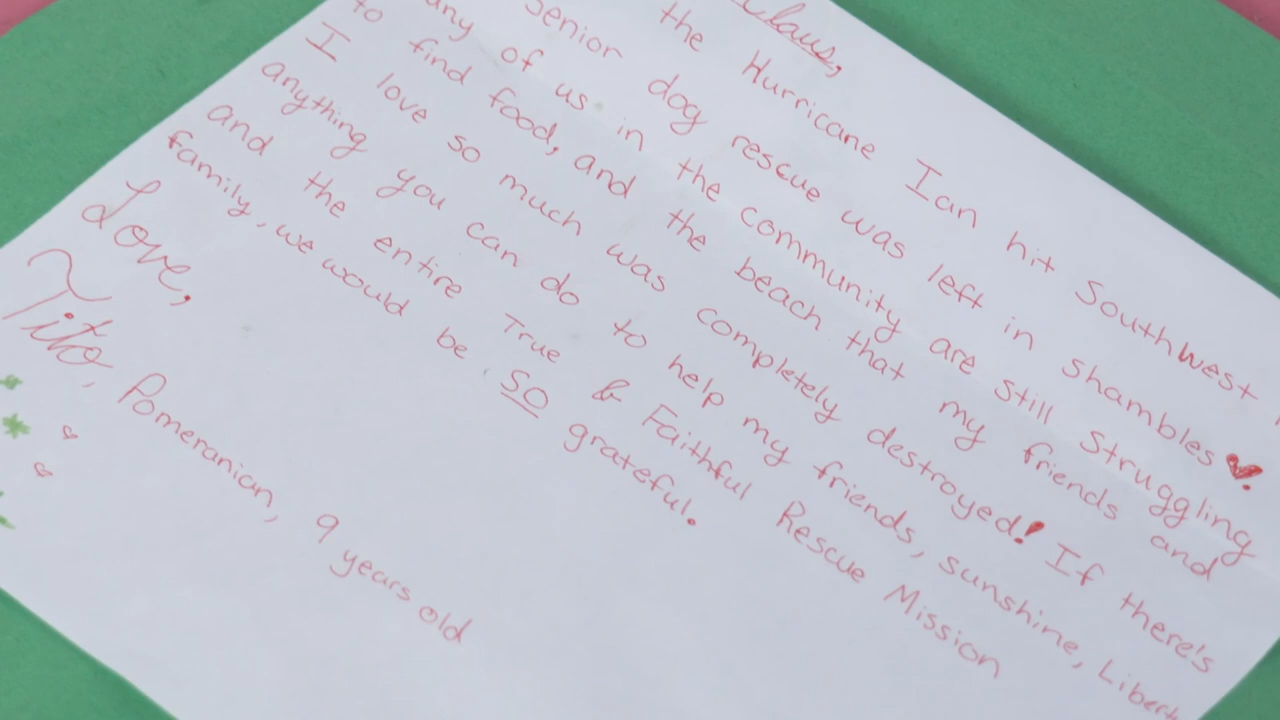 Claus,
the Hurricane Ian hit Southwest
senior dog rescue was left in shambles ♥.
any of us in the community are still struggling
to find food, and the beach that my friends and
I love so much was completely destroyed! If there's
anything you can do to help my friends, sunshine, Libert
and the entire True & Faithful Rescue Mission
family, we would be SO grateful.
Love,
Tito, Pomeranian, 9 years old